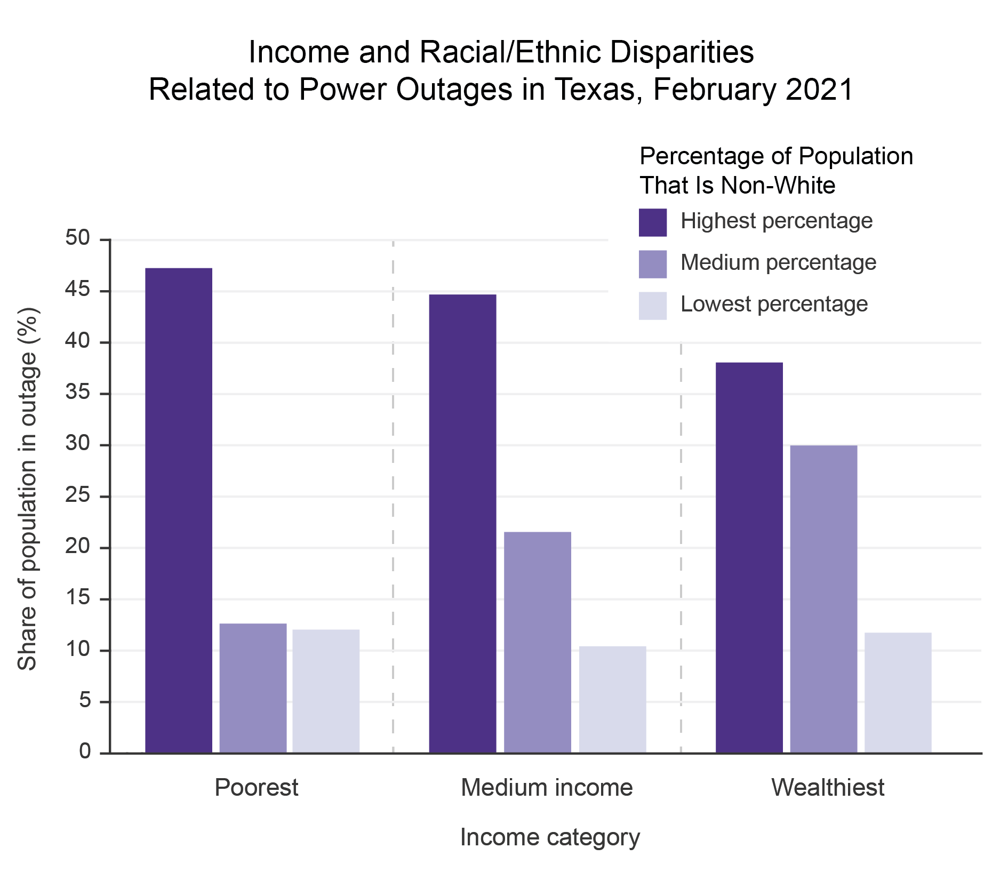 Income and Racial/Ethnic Disparities
Related to Power Outages in Texas, February 2021
Percentage of Population
That Is Non-White
Highest percentage
Medium percentage
Lowest percentage
Share of population in outage (%)
50
45
40
35
30
25
20
15
10
5
0
Poorest
Medium income
Wealthiest
Income category